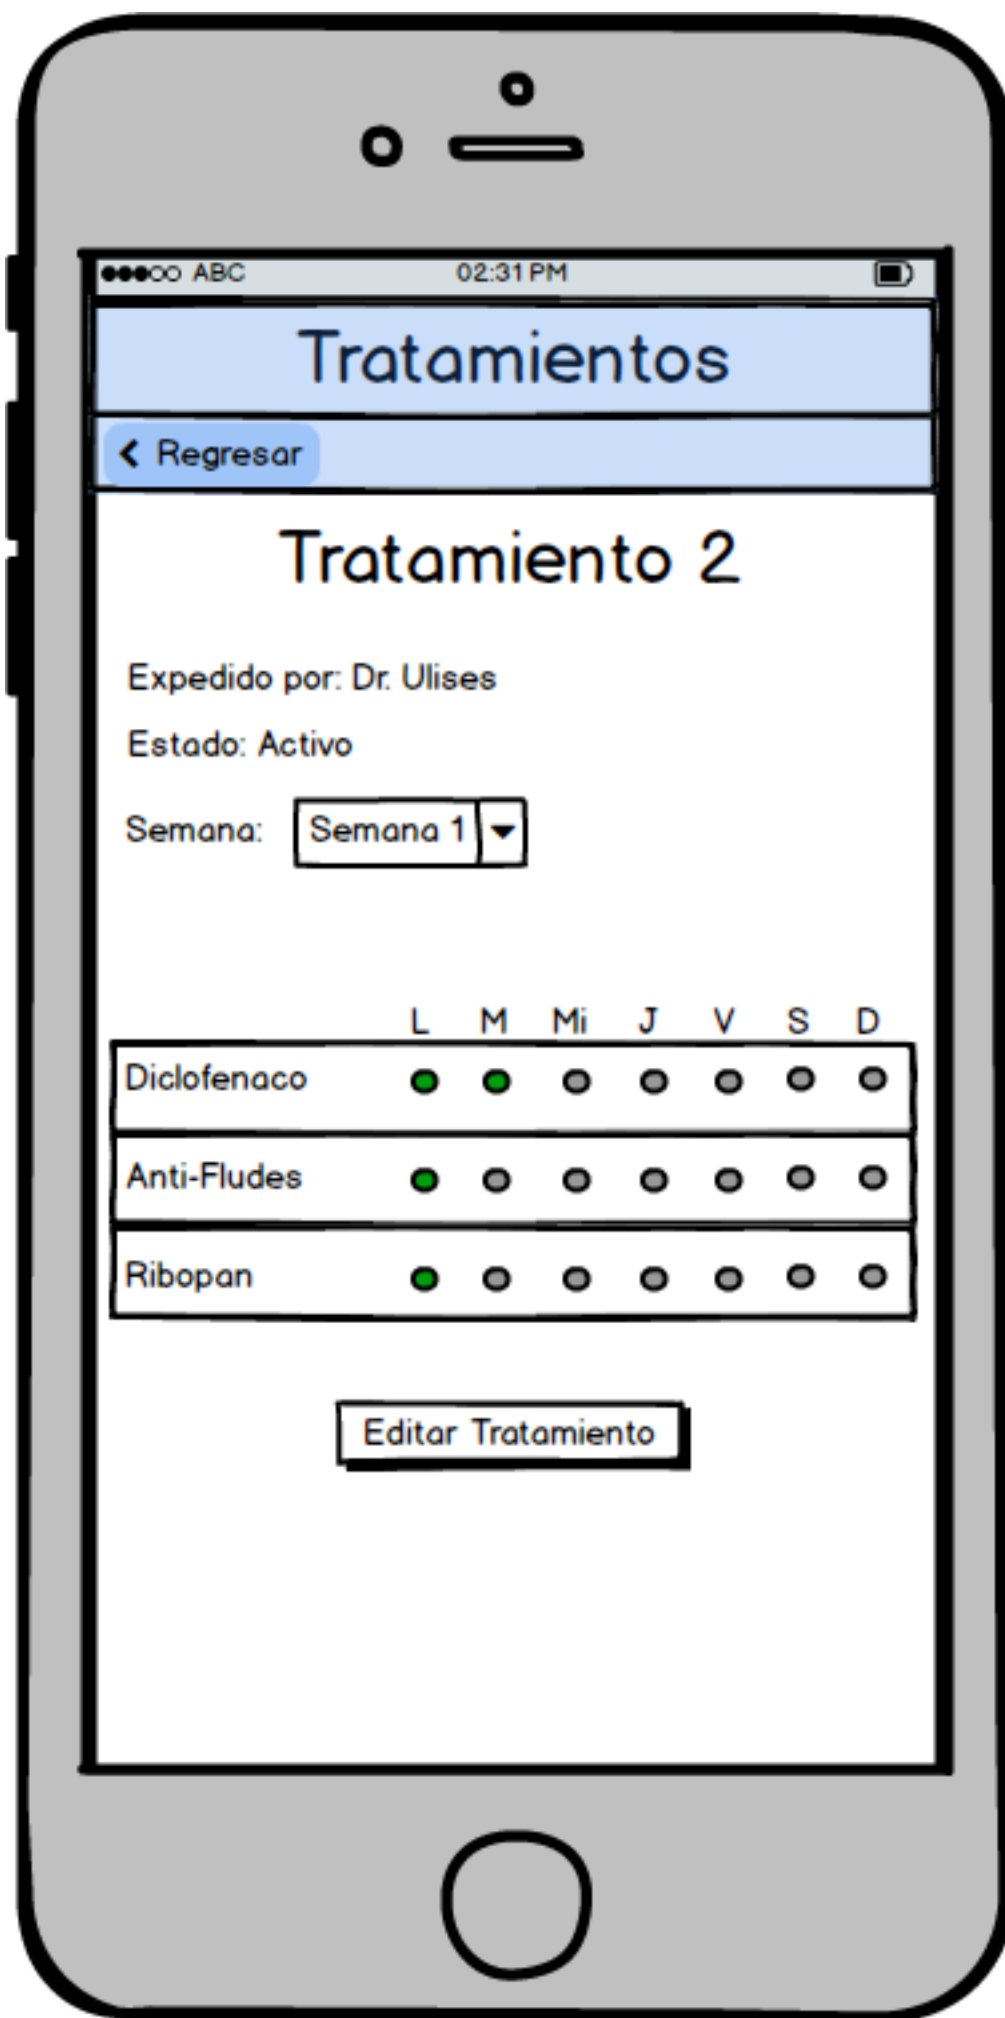 ABC 02:31 PM
Tratamientos
Regresar
Tratamiento 2
Expedido por: Dr. Ulises
Estado: Activo
Semana: Semana 1
L M Mi J V S D
Diclofenaco
Anti-Fludes
Ribopan
Editar Tratamiento